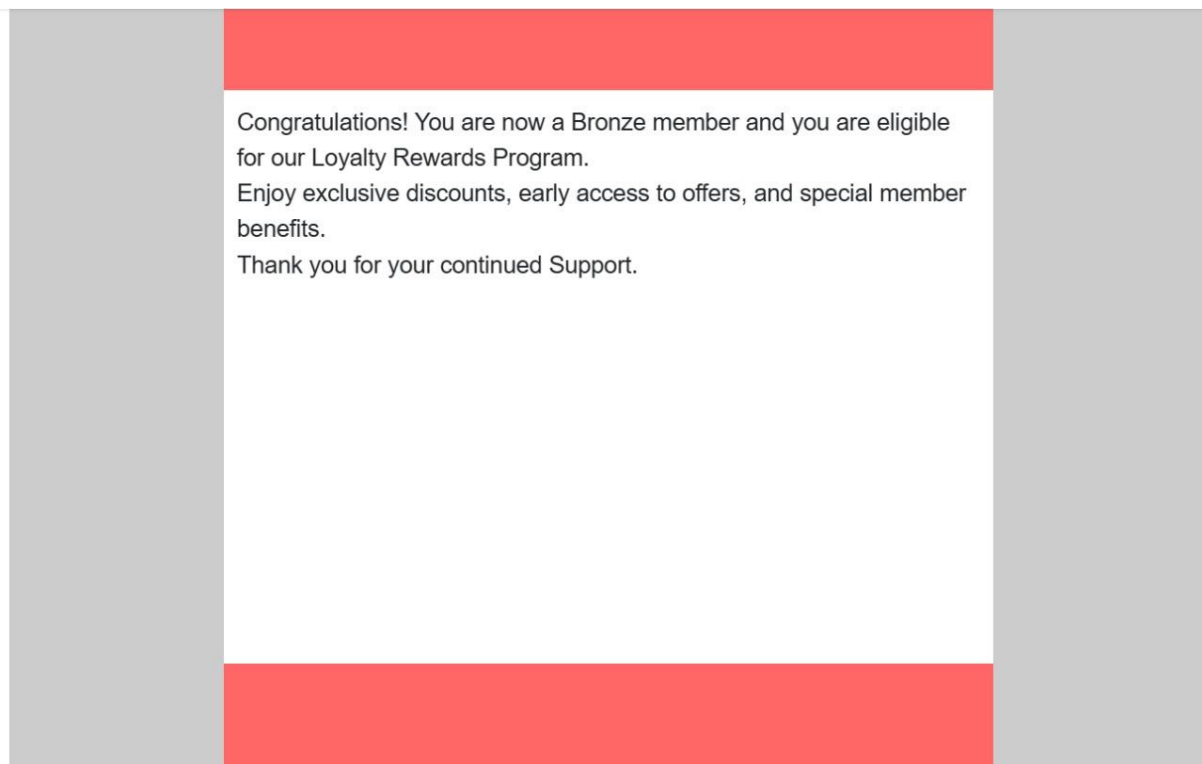 Congratulations! You are now a Bronze member and you are eligible
for our Loyalty Rewards Program.
Enjoy exclusive discounts, early access to offers, and special member
benefits.
Thank you for your continued Support.